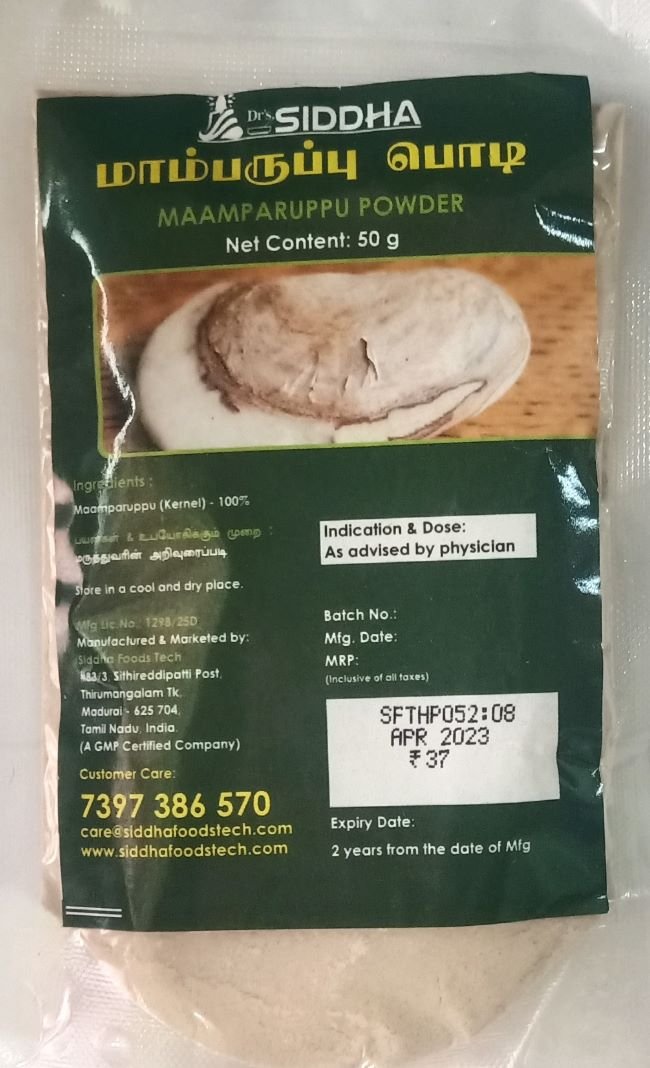 Dr's. SIDDHA
மாம்பருப்பு பொடி
MAAMPARUPPU POWDER
Net Content: 50 g
Ingredients :
Maamparuppu (Kernel) - 100%
பயன்கள் & உபயோகிக்கும் முறை :
மருத்துவரின் அறிவுரைப்படி
Store in a cool and dry place.
Mfg Lic.No.: 1298/25D
Manufactured & Marketed by:
Siddha Foods Tech
Sithireddipatti Post,
Thirumangalam Tk,
Madurai - 625 704,
Tamil Nadu, India.
(A GMP Certified Company)
Customer Care:
7397 386 570
care@siddhafoodstech.com
www.siddhafoodstech.com
Indication & Dose:
As advised by physician
Batch No.:
Mfg. Date:
MRP:
(Inclusive of all taxes)
SFTHP052:08
APR 2023
₹37
Expiry Date:
2 years from the date of Mfg